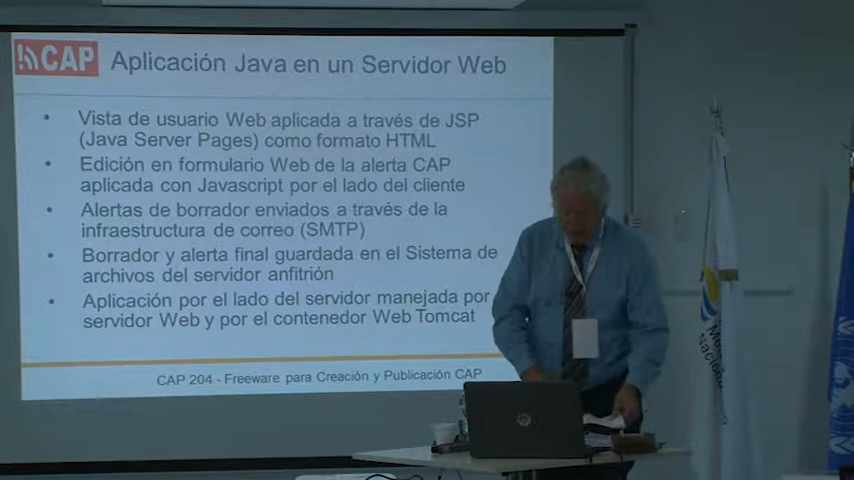 CAP
Aplicación Java en un Servidor Web
Vista de usuario Web aplicada a través de JSP
(Java Server Pages) como formato HTML
Edición en formulario Web de la alerta CAP
aplicada con Javascript por el lado del cliente
Alertas de borrador enviados a través de la
infraestructura de correo (SMTP)
Borrador y alerta final guardada en el Sistema de
archivos del servidor anfitrión
Aplicación por el lado del servidor manejada por
servidor Web y por el contenedor Web Tomcat
CAP 204 - Freeware para Creación y Publicación CAP